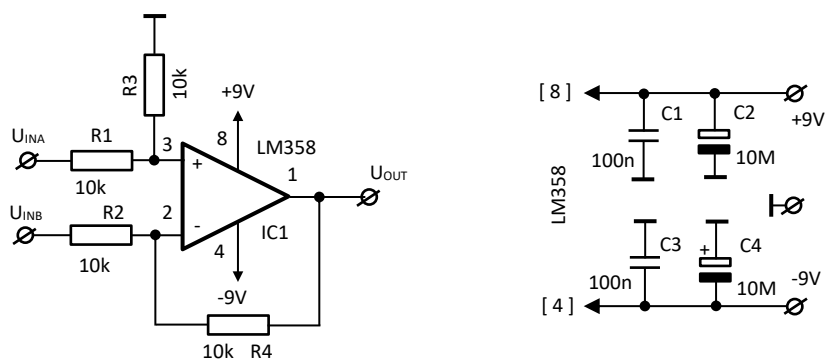 R3
10k
+9V
U_INA
R1
3
8
LM358
+
1
U_OUT
10k
U_INB
R2
2
-
IC1
10k
4
-9V
10k R4
[ 8 ]
C1
C2
+9V
100n
10M
LM358
C3
+
C4
100n
10M
-9V
[ 4 ]